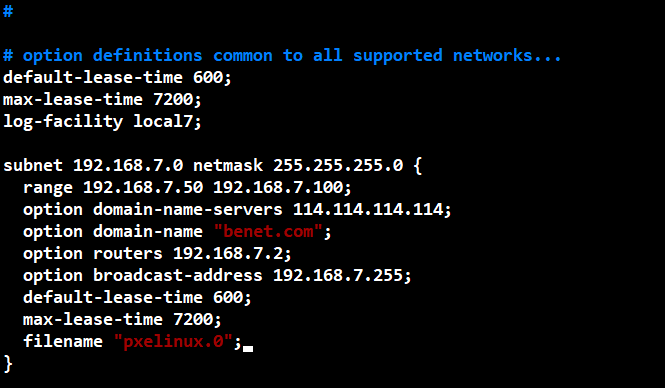 #
# option definitions common to all supported networks...
default-lease-time 600;
max-lease-time 7200;
log-facility local7;
subnet 192.168.7.0 netmask 255.255.255.0 {
range 192.168.7.50 192.168.7.100;
option domain-name-servers 114.114.114.114;
option domain-name "benet.com";
option routers 192.168.7.2;
option broadcast-address 192.168.7.255;
default-lease-time 600;
max-lease-time 7200;
filename "pxelinux.0";
}